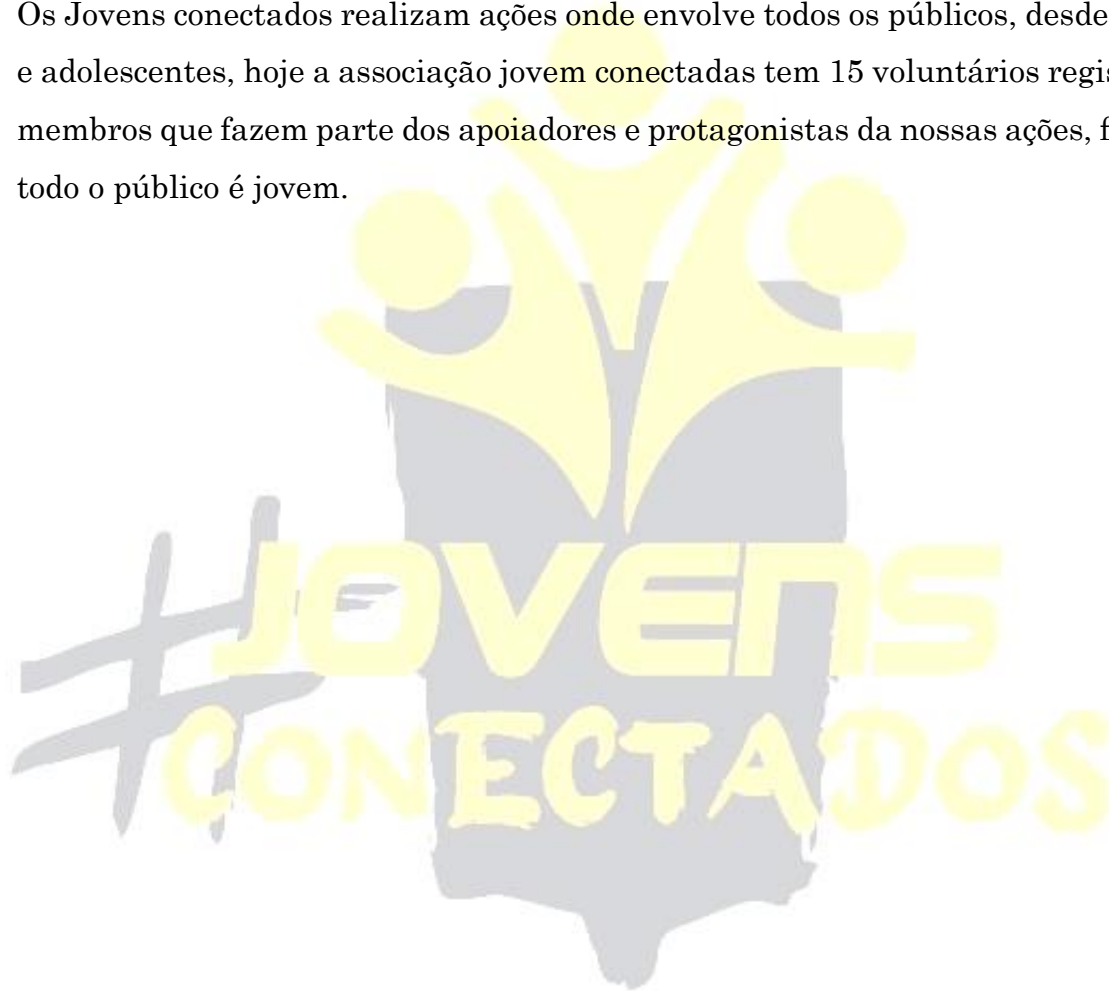 Os Jovens conectados realizam ações onde envolve todos os públicos, desde
e adolescentes, hoje a associação jovem conectadas tem 15 voluntários
membros que fazem parte dos apoiadores e protagonistas da nossas ações,
todo o público é jovem.
#JOVENS
CONECTADOS